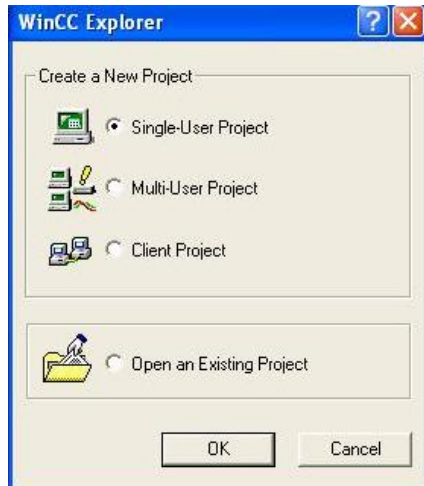 WinCC Explorer
Create a New Project
Single-User Project
Multi-User Project
Client Project
Open an Existing Project
OK Cancel